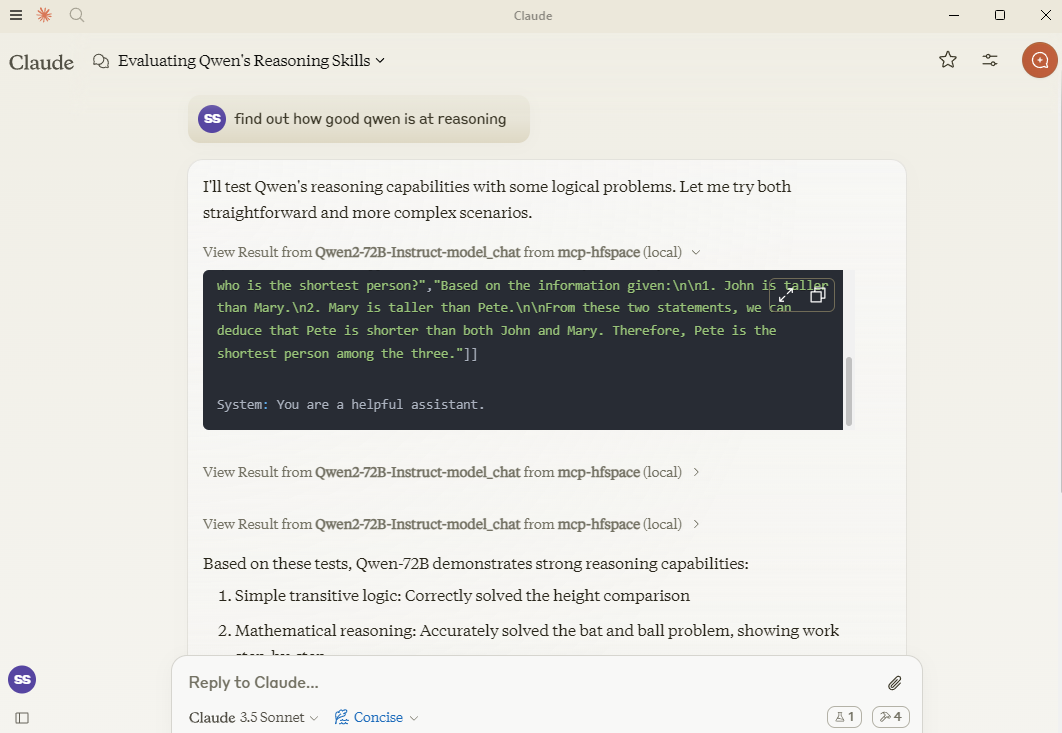 Claude
Claude
Evaluating Qwen's Reasoning Skills
SS
find out how good qwen is at reasoning
I'll test Qwen's reasoning capabilities with some logical problems. Let me try both
straightforward and more complex scenarios.
View Result from Qwen2-72B-Instruct-model_chat from mcp-hfspace (local)
who is the shortest person?","Based on the information given:\n\n1. John is taller
than Mary.\n2. Mary is taller than Pete.\n\nFrom these two statements, we can
deduce that Pete is shorter than both John and Mary. Therefore, Pete is the
shortest person among the three."]]
System: You are a helpful assistant.
View Result from Qwen2-72B-Instruct-model_chat from mcp-hfspace (local)
View Result from Qwen2-72B-Instruct-model_chat from mcp-hfspace (local)
Based on these tests, Qwen-72B demonstrates strong reasoning capabilities:
1. Simple transitive logic: Correctly solved the height comparison
2. Mathematical reasoning: Accurately solved the bat and ball problem, showing work
step-by-step
SS
Reply to Claude...
Claude 3.5 Sonnet
Concise
1
4